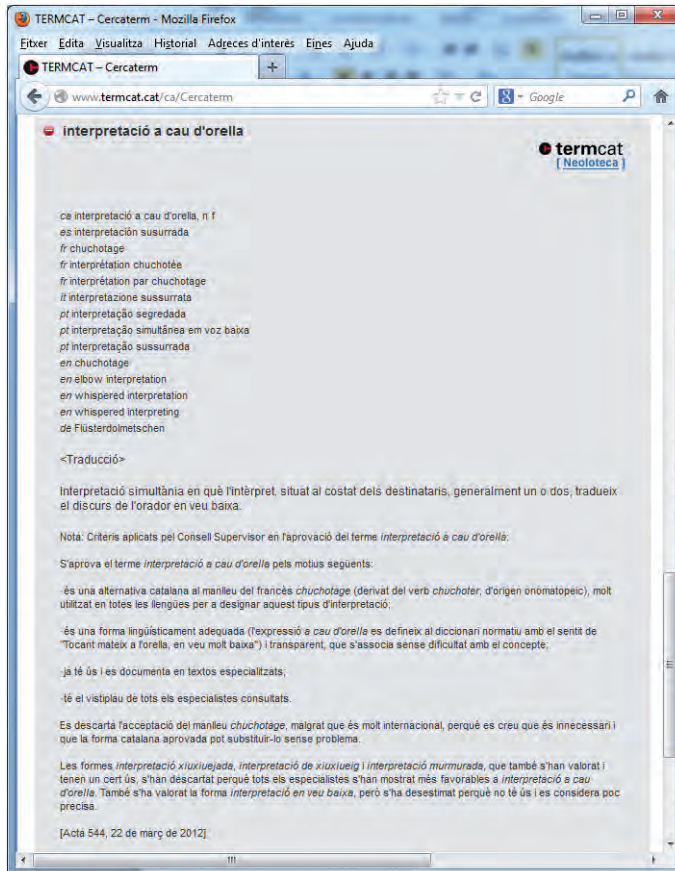 TERMCAT – Cercaterm - Mozilla Firefox
Fitxer Edita Visualitza Historial Adreces d'interès Eines Ajuda
TERMCAT – Cercaterm
www.termcat.cat/ca/Cercaterm
Google
interpretació a cau d'orella
termcat
[ Neoloteca ]
ca interpretació a cau d'orella, n f
es interpretación susurrada
fr chuchotage
fr interprétation chuchotée
fr interprétation par chuchotage
it interpretazione sussurrata
pt interpretação segredada
pt interpretação simultânea em voz baixa
pt interpretação sussurrada
en chuchotage
en elbow interpretation
en whispered interpretation
en whispered interpreting
de Flüsterdolmetschen
<Traducció>
Interpretació simultània en què l'intèrpret, situat al costat dels destinataris, generalment un o dos, tradueix
el discurs de l'orador en veu baixa.
Nota: Criteris aplicats pel Consell Supervisor en l'aprovació del terme interpretació a cau d'orella:
S'aprova el terme interpretació a cau d'orella pels motius següents:
-és una alternativa catalana al manlleu del francès chuchotage (derivat del verb chuchoter, d'origen onomatopeic), molt
utilitzat en totes les llengües per a designar aquest tipus d'interpretació;
-és una forma lingüísticament adequada (l'expressió a cau d'orella es defineix al diccionari normatiu amb el sentit de
"Tocant mateix a l'orella, en veu molt baixa") i transparent, que s'associa sense dificultat amb el concepte;
-ja té ús i es documenta en textos especialitzats;
-té el vistiplau de tots els especialistes consultats.
Es descarta l'acceptació del manlleu chuchotage, malgrat que és molt internacional, perquè es creu que és innecessari i
que la forma catalana aprovada pot substituir-lo sense problema.
Les formes interpretació xiuxiuejada, interpretació de xiuxiueig i interpretació murmurada, que també s'han valorat i
tenen un cert ús, s'han descartat perquè tots els especialistes s'han mostrat més favorables a interpretació a cau
d'orella. També s'ha valorat la forma interpretació en veu baixa, però s'ha desestimat perquè no té ús i es considera poc
precisa.
[Acta 544, 22 de març de 2012]